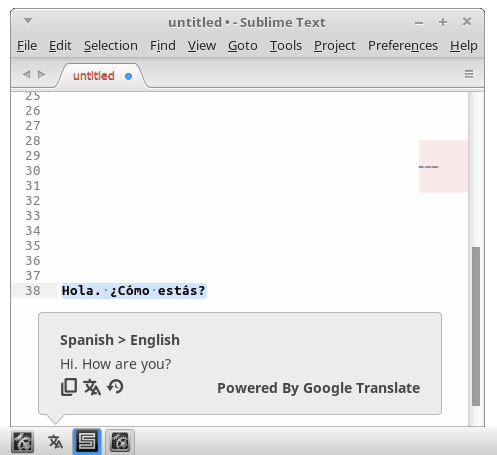 untitled • - Sublime Text
File Edit Selection Find View Goto Tools Project Preferences Help
untitled
25
26
27
28
29
30
31
32
33
34
35
36
37
38 Hola. ¿Cómo estás?
Spanish > English
Hi. How are you?
Powered By Google Translate